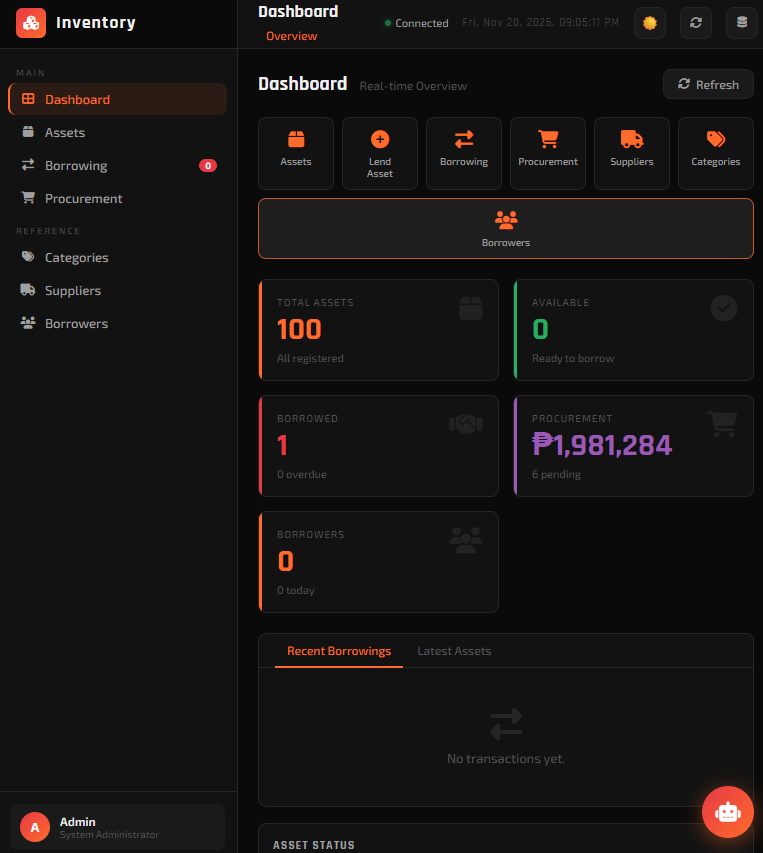 Inventory
MAIN
Dashboard
Assets
Borrowing 0
Procurement
REFERENCE
Categories
Suppliers
Borrowers
Admin
System Administrator
A
Dashboard
Overview
Connected
Fri, Nov 20, 2025, 09:05:11 PM
Dashboard Real-time Overview
Refresh
Assets
Lend
Asset
Borrowing
Procurement
Suppliers
Categories
Borrowers
TOTAL ASSETS
100
All registered
AVAILABLE
0
Ready to borrow
BORROWED
1
0 overdue
PROCUREMENT
₱1,981,284
6 pending
BORROWERS
0
0 today
Recent Borrowings Latest Assets
No transactions yet.
ASSET STATUS